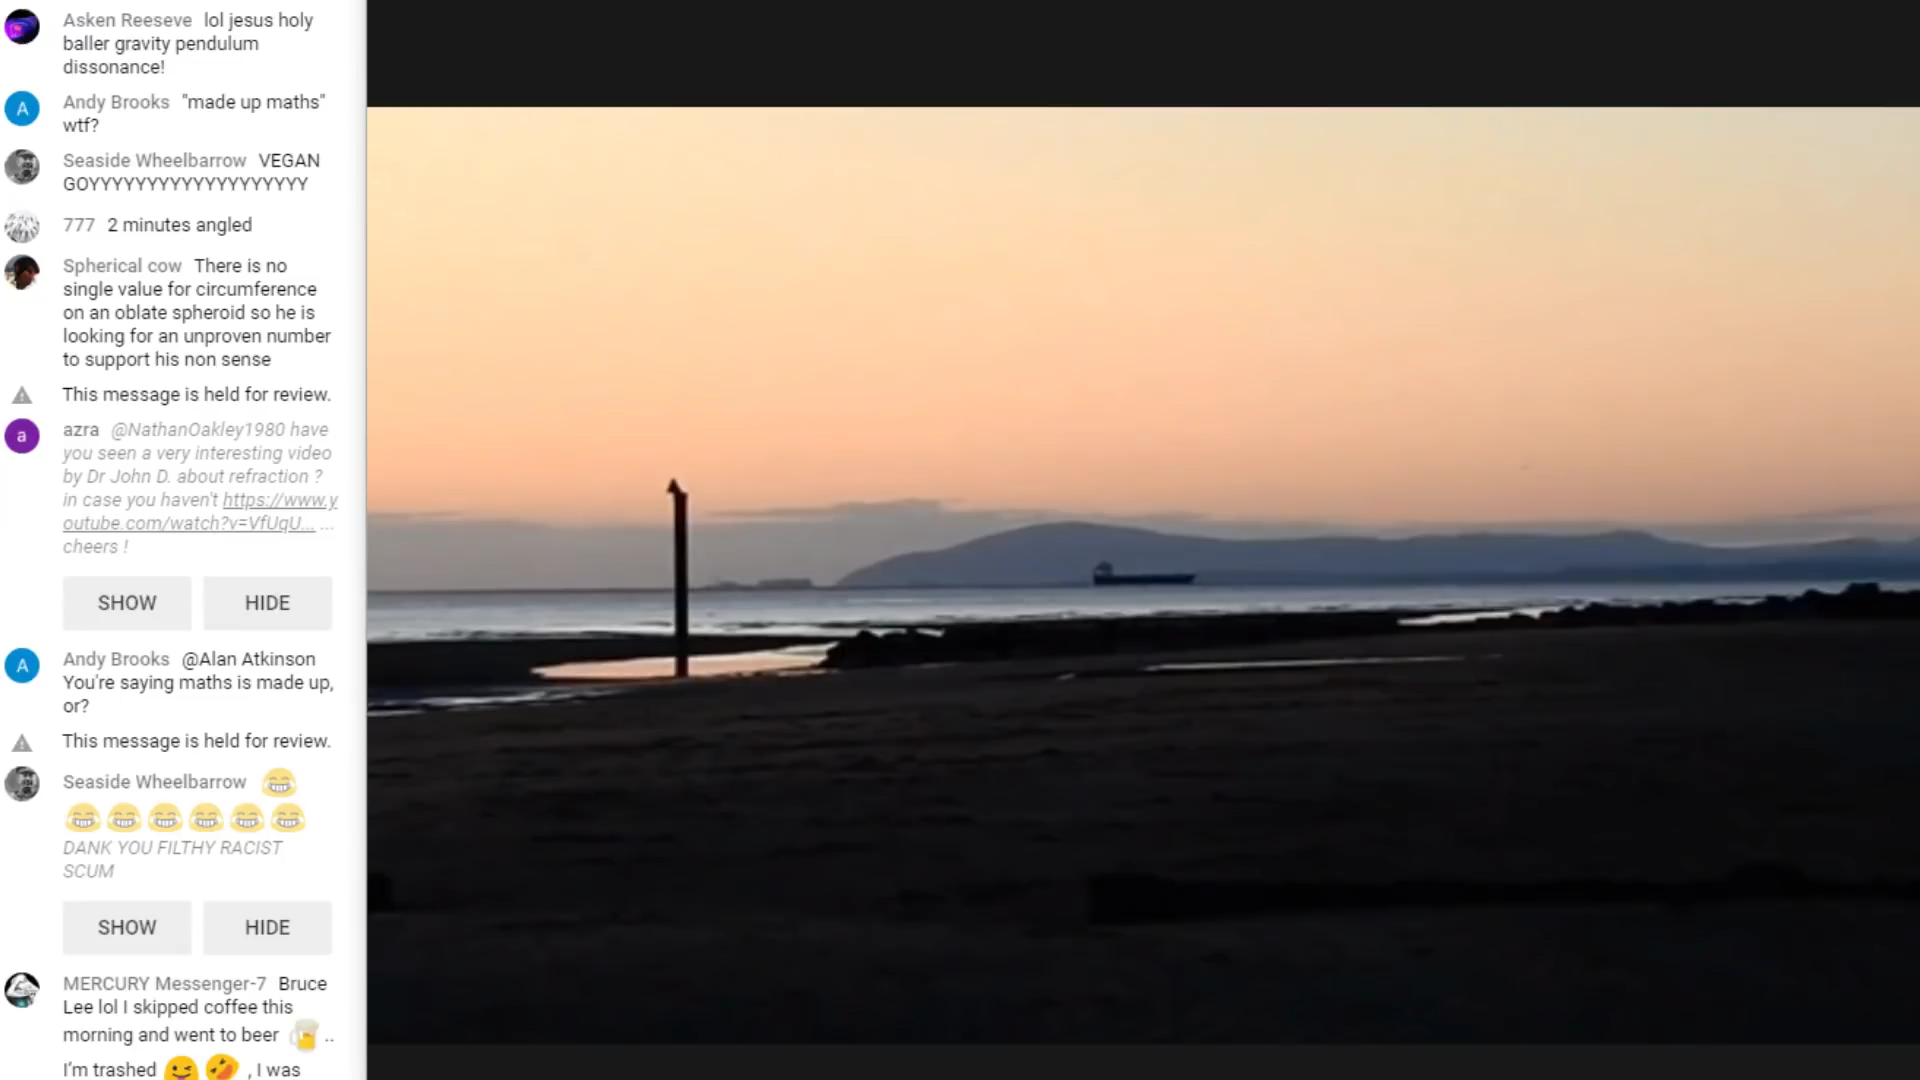 Asken Reeseve lol jesus holy
baller gravity pendulum
dissonance!
A
Andy Brooks "made up maths"
wtf?
Seaside Wheelbarrow VEGAN
GOYYYYYYYYYYYYYYYYYYY
777 2 minutes angled
Spherical cow There is no
single value for circumference
on an oblate spheroid so he is
looking for an unproven number
to support his non sense
This message is held for review.
a
azra @NathanOakley1980 have
you seen a very interesting video
by Dr John D. about refraction ?
in case you haven't https://www.y
outube.com/watch?v=VfUqU... ...
cheers !
SHOW HIDE
A
Andy Brooks @Alan Atkinson
You're saying maths is made up,
or?
This message is held for review.
Seaside Wheelbarrow 😂
😂😂😂😂😂😂
DANK YOU FILTHY RACIST
SCUM
SHOW HIDE
MERCURY Messenger-7 Bruce
Lee lol I skipped coffee this
morning and went to beer 🍺 ..
I'm trashed 😜 🤣 , I was